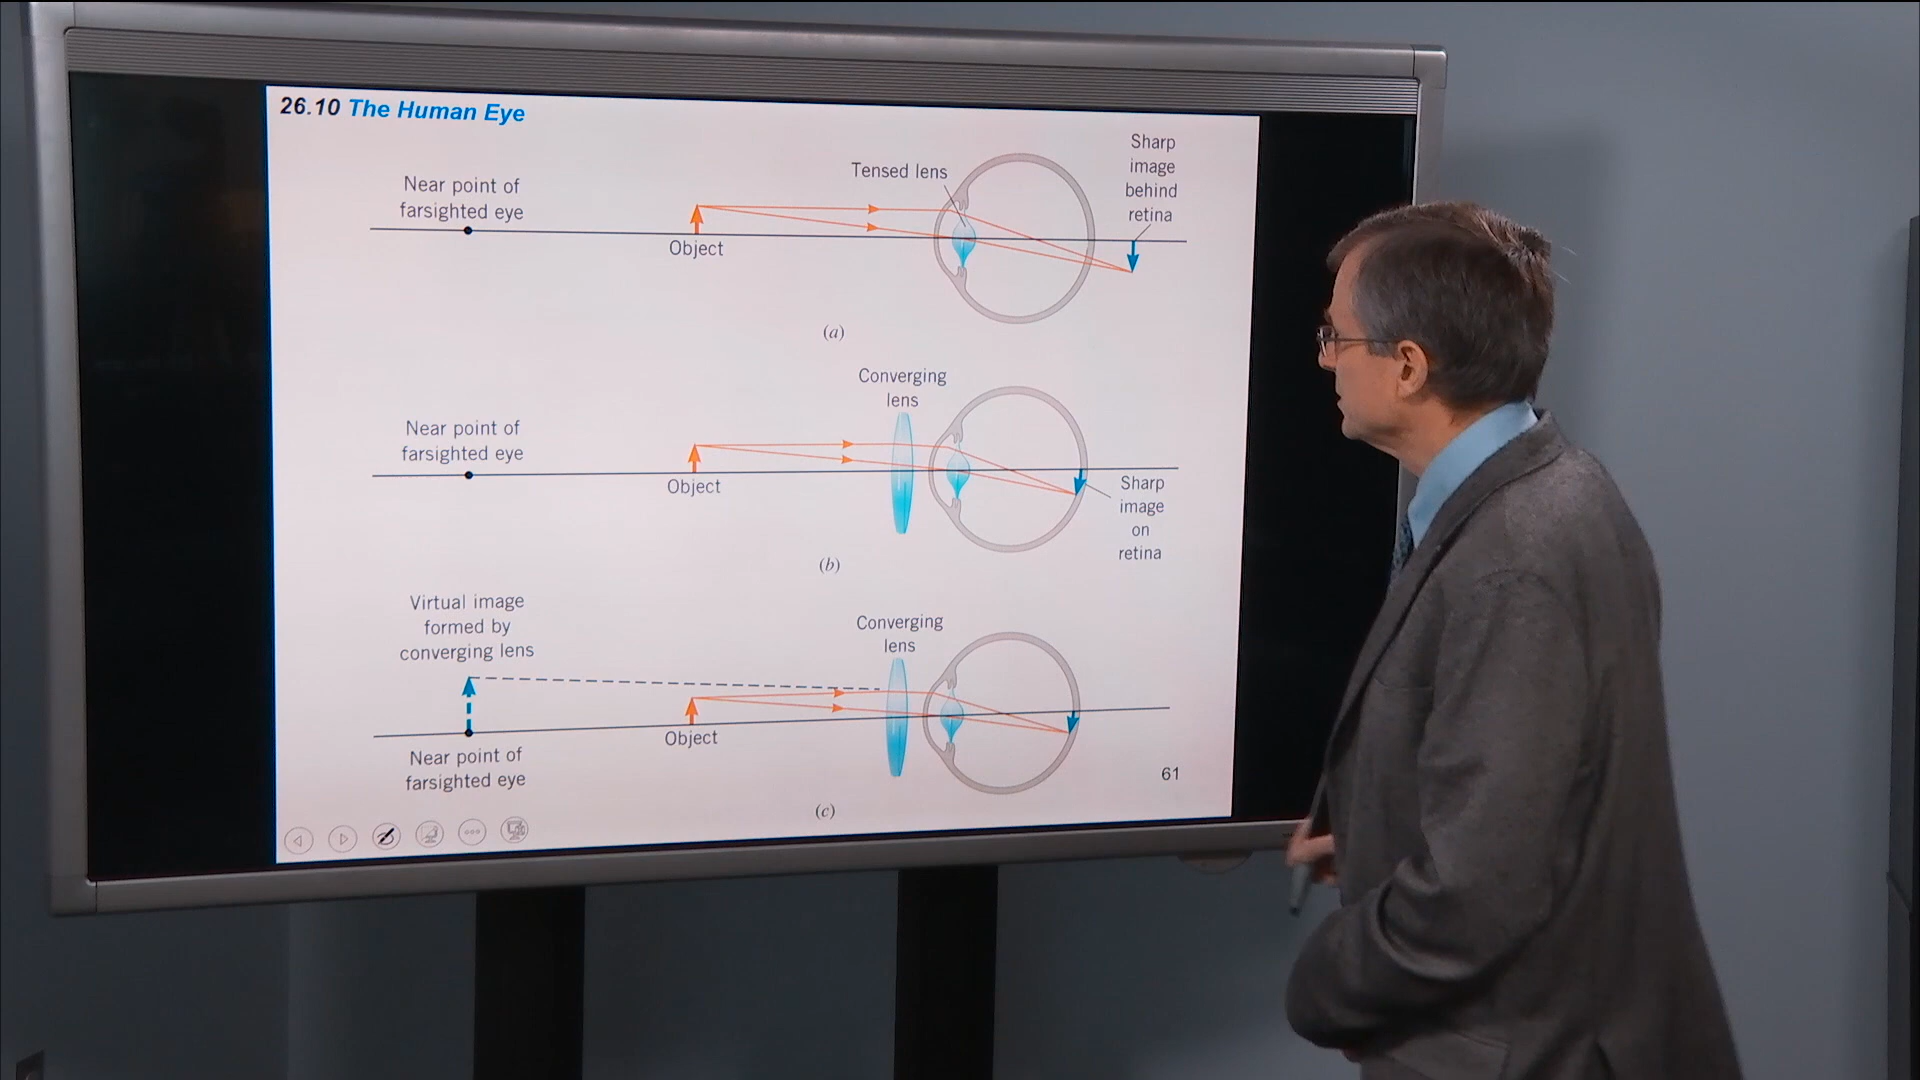 26.10 The Human Eye
Near point of
farsighted eye
Object
Tensed lens
Sharp
image
behind
retina
(a)
Near point of
farsighted eye
Object
Converging
lens
Sharp
image
on
retina
(b)
Virtual image
formed by
converging lens
Near point of
farsighted eye
Object
Converging
lens
61
(c)